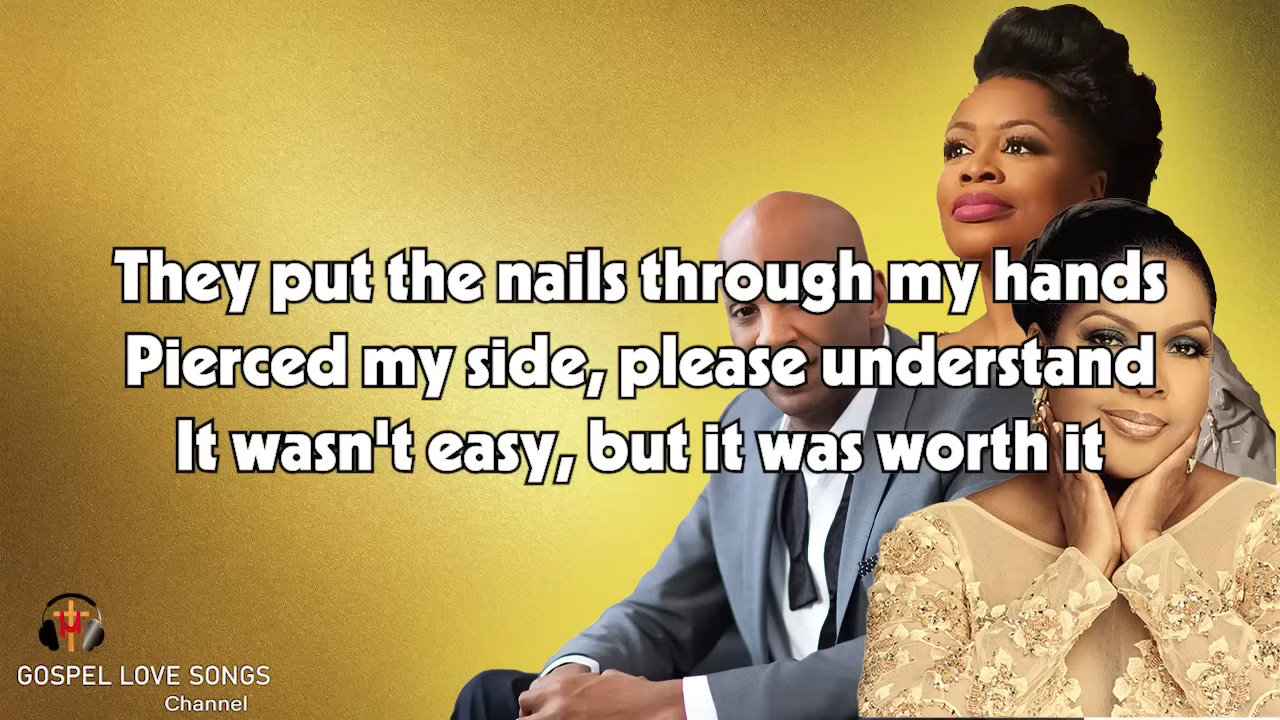 They put the nails through my hands
Pierced my side, please understand
It wasn't easy, but it was worth it
GOSPEL LOVE SONGS
Channel